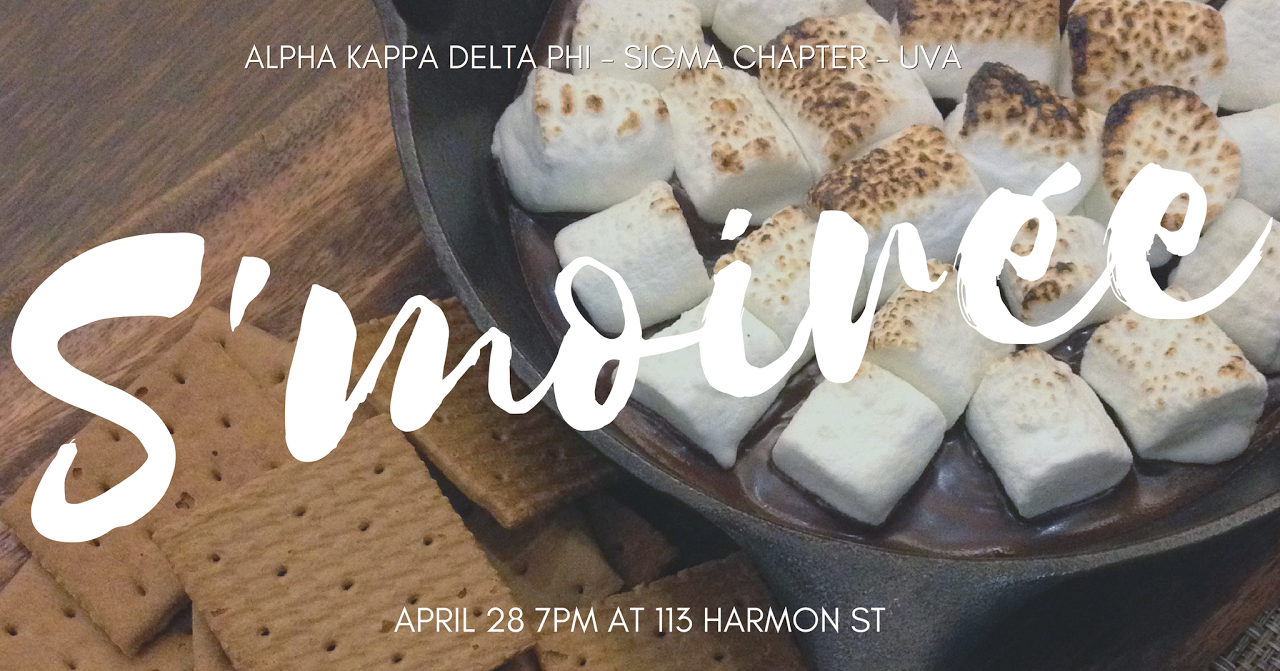 ALPHA KAPPA DELTA PHI - SIGMA CHAPTER - UVA
S'moirée
APRIL 28 7PM AT 113 HARMON ST